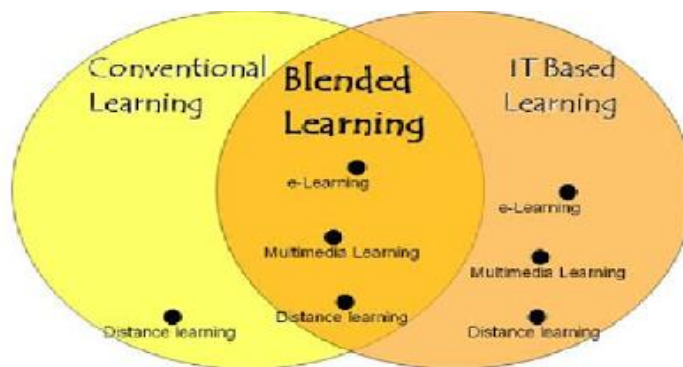 Conventional
Learning
Blended
Learning
IT Based
Learning
e-Learning
Multimedia Learning
Distance learning
Distance learning
e-Learning
Multimedia Learning
Distance learning